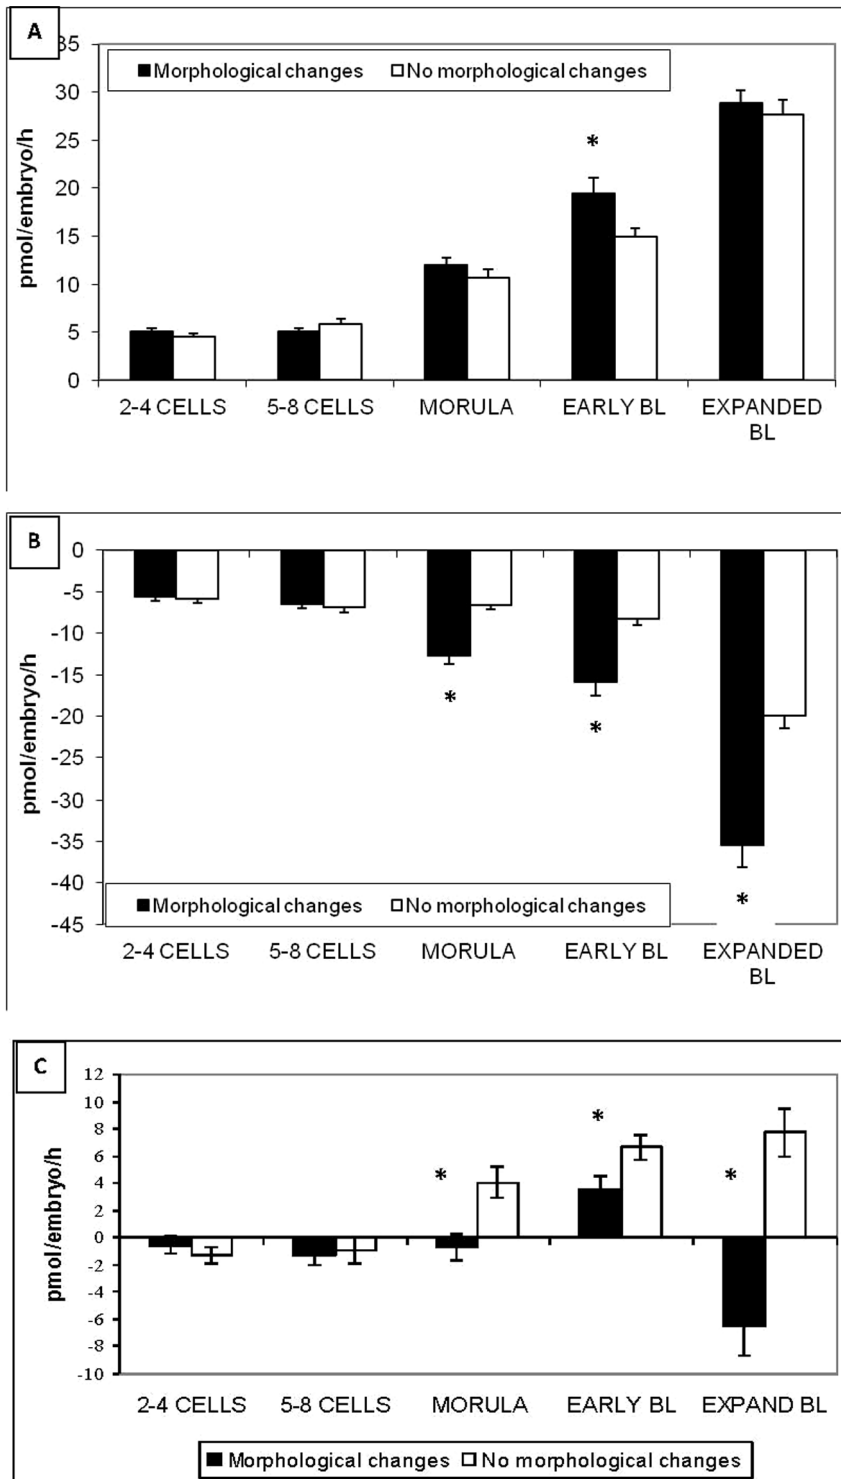 A
35
Morphological changes No morphological changes
30
25
20
15
10
5
0
pmol/embryo/h
*
2-4 CELLS 5-8 CELLS MORULA EARLY BL EXPANDED
BL
B
0
-5
-10
-15
-20
-25
-30
-35
-40
-45
pmol/embryo/h
* * *
Morphological changes No morphological changes
2-4 CELLS 5-8 CELLS MORULA EARLY BL EXPANDED
BL
C
12
10
8
6
4
2
0
-2
-4
-6
-8
-10
pmol/embryo/h
* * *
2-4 CELLS 5-8 CELLS MORULA EARLY BL EXPAND BL
Morphological changes No morphological changes